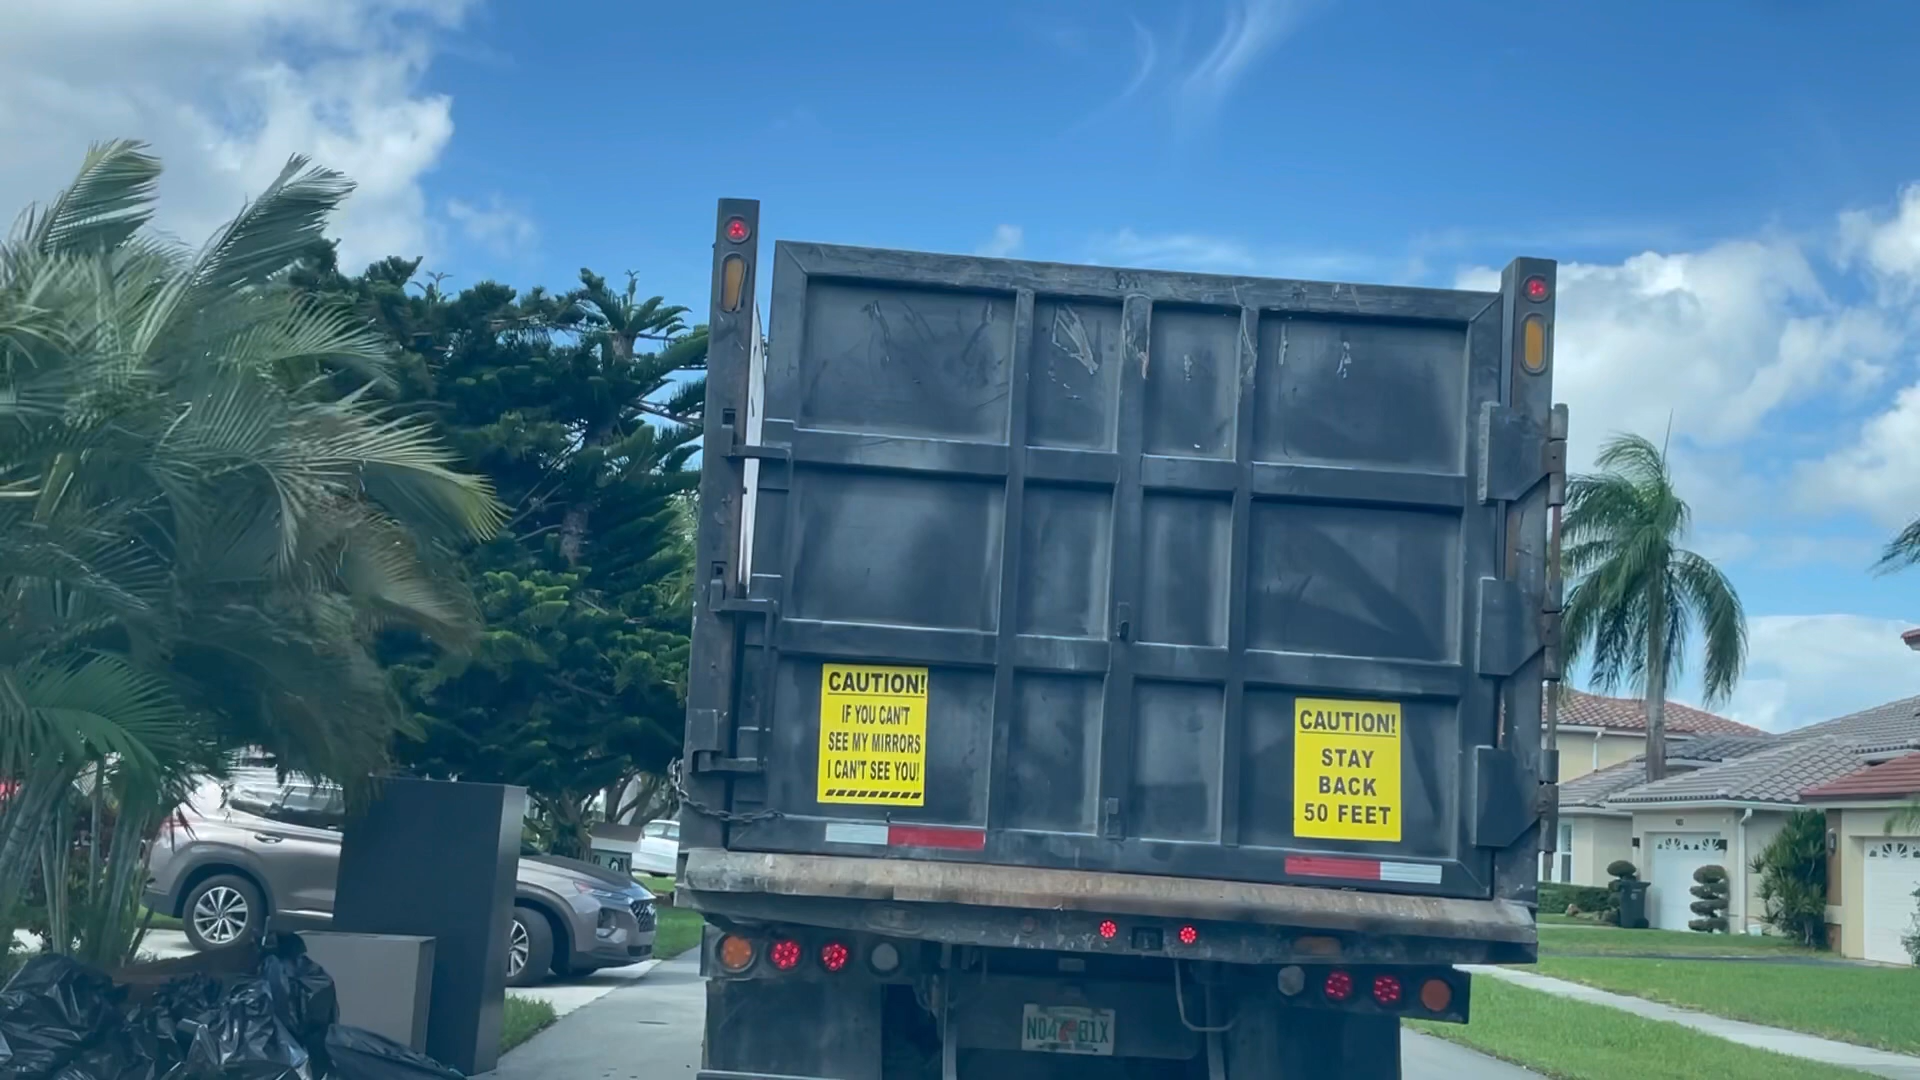 CAUTION!
IF YOU CAN'T
SEE MY MIRRORS
I CAN'T SEE YOU!
CAUTION!
STAY
BACK
50 FEET